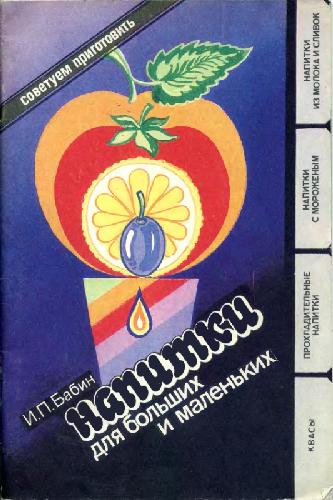 советуем приготовить
И.П.Бабин
напитки
для больших
и маленьких
НАПИТКИ
ИЗ МОЛОКА И СЛИВОК
НАПИТКИ
С МОРОЖЕНЫМ
ПРОХЛАДИТЕЛЬНЫЕ
НАПИТКИ
КВАСЫ